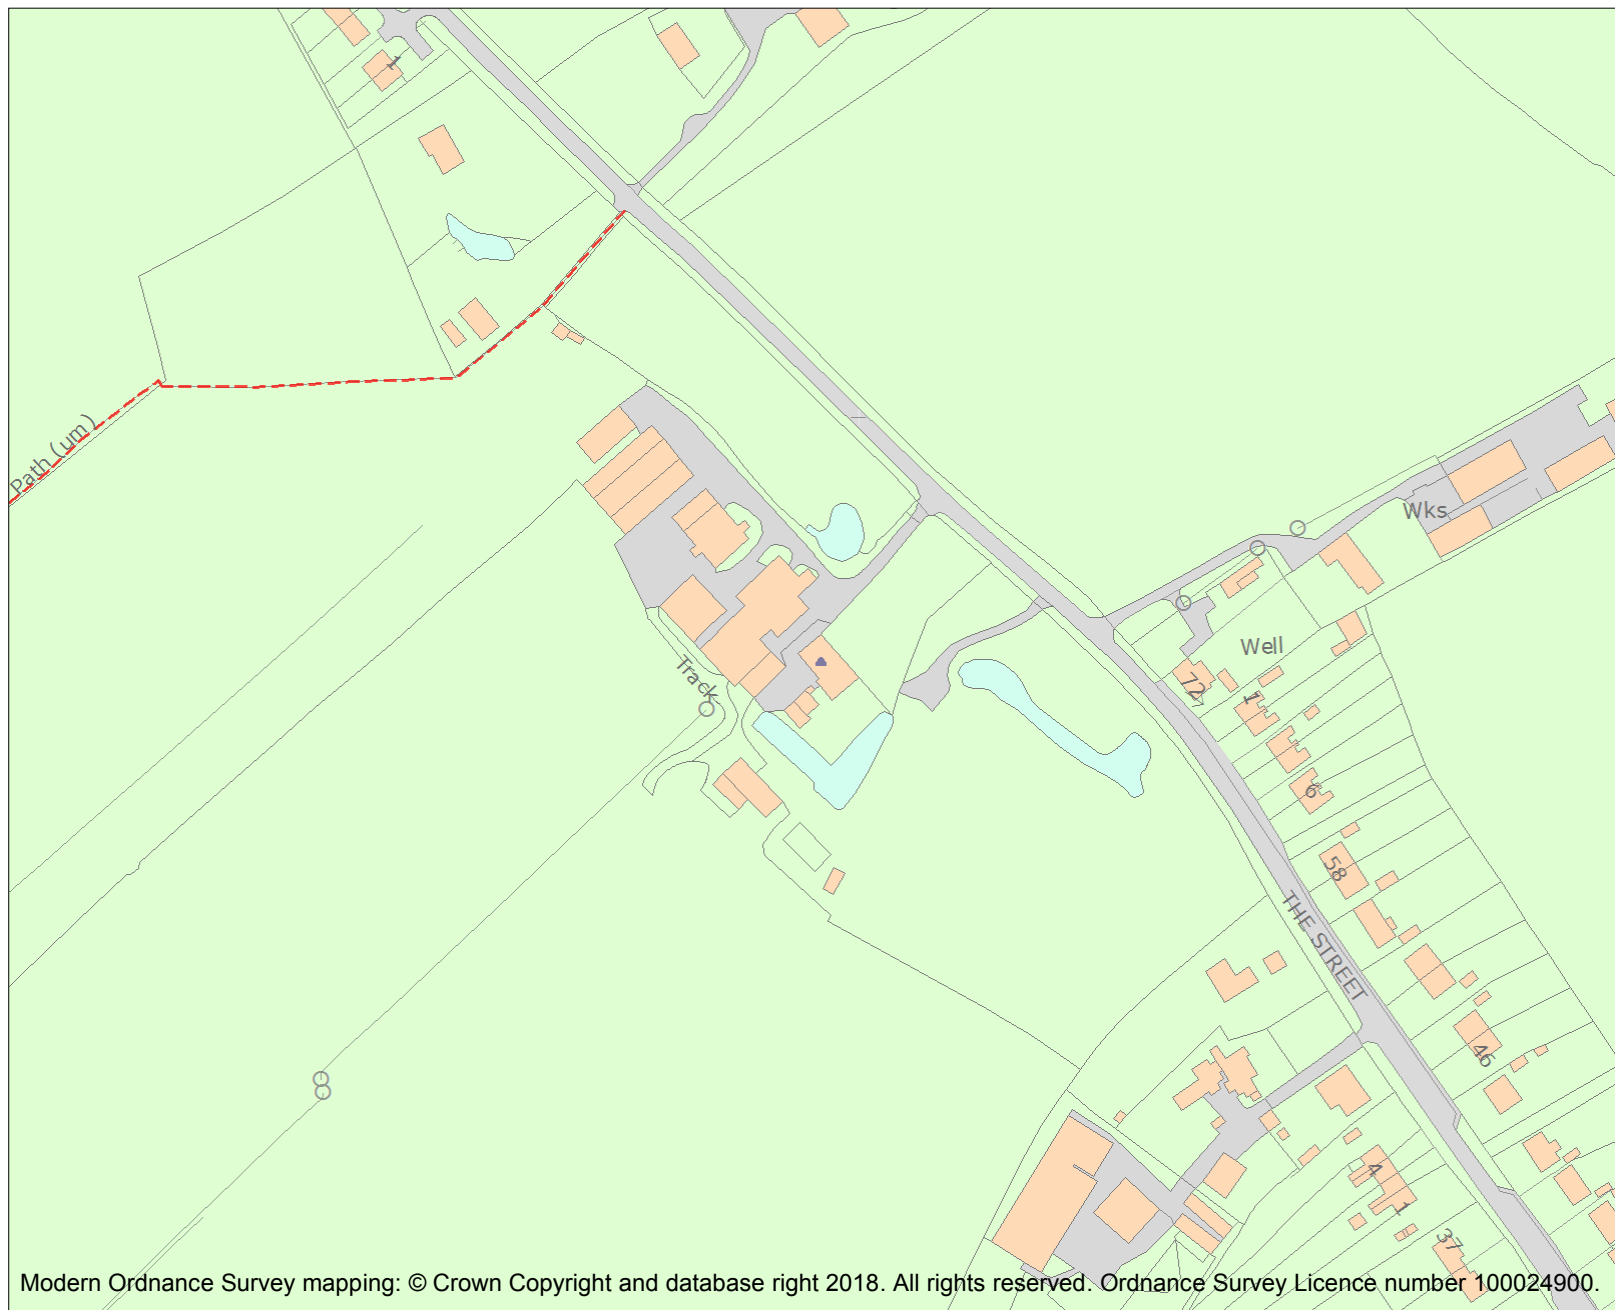 1
Path (um)
Wks
Well
Track
72
1
6
58
THE STREET
46
4
1
37
Modern Ordnance Survey mapping: © Crown Copyright and database right 2018. All rights reserved. Ordnance Survey Licence number 100024900.